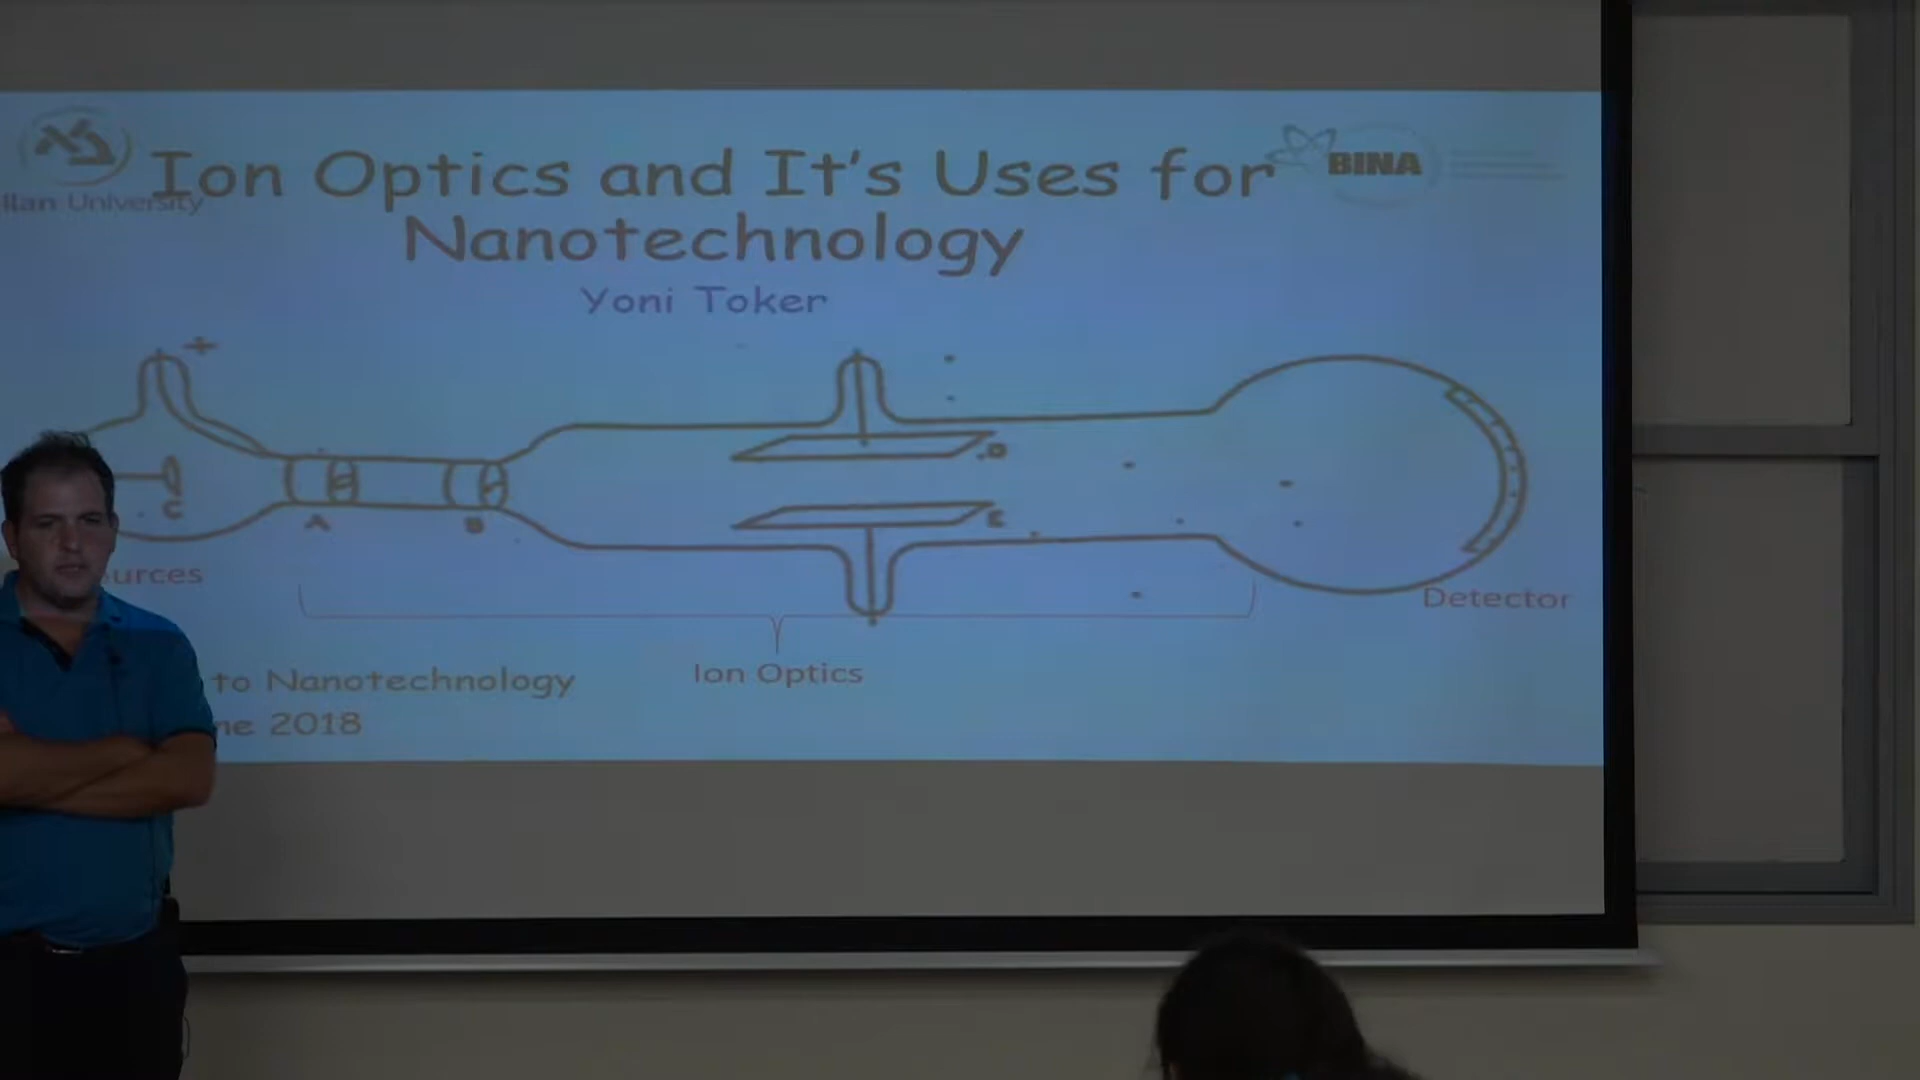 Ion Optics and It's Uses for
Nanotechnology
Ilan University
BINA
Yoni Toker
+
C
A
B
D
E
urces
Detector
Ion Optics
to Nanotechnology
ne 2018